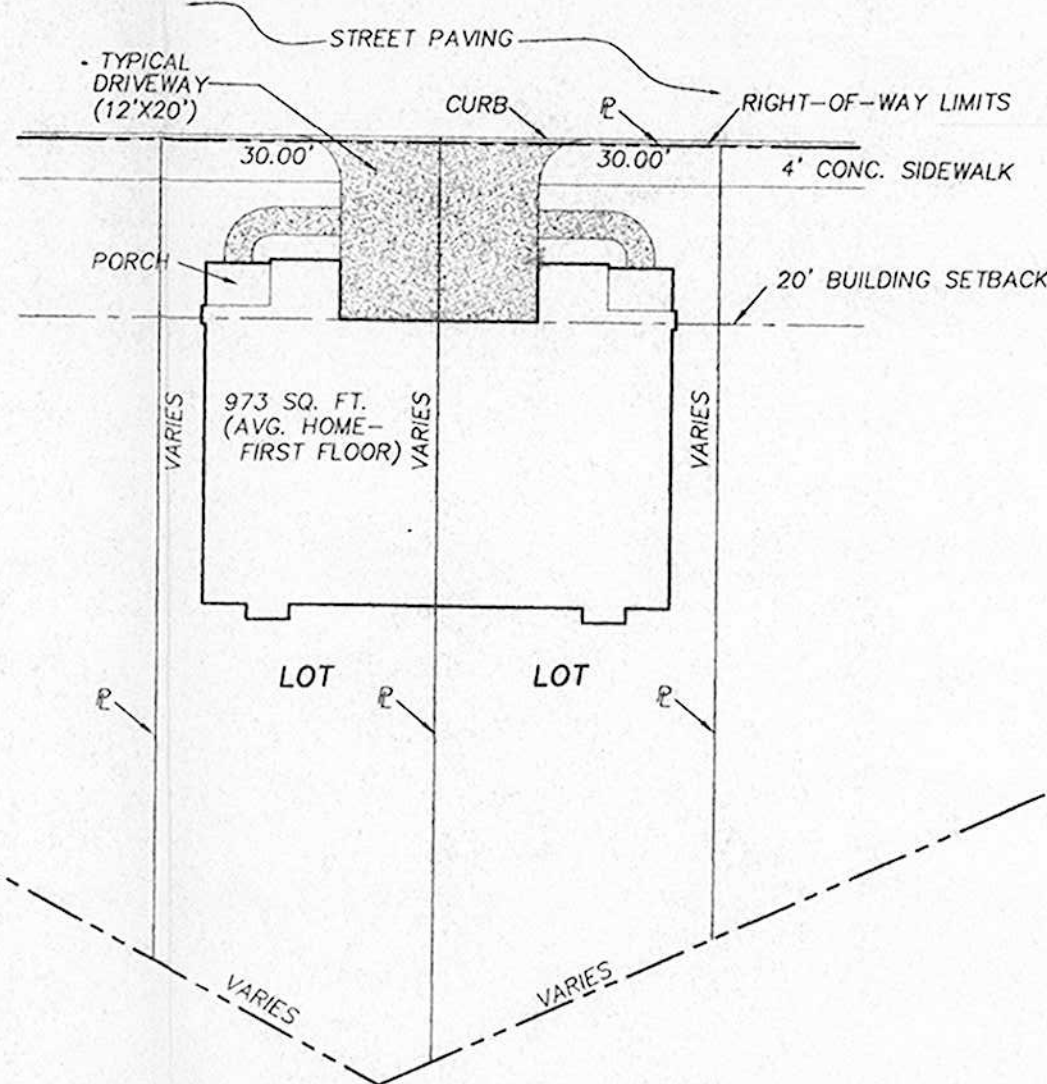 STREET PAVING
TYPICAL
DRIVEWAY
(12'X20')
CURB
℄
RIGHT-OF-WAY LIMITS
30.00'
30.00'
4' CONC. SIDEWALK
PORCH
20' BUILDING SETBACK
VARIES
973 SQ. FT.
(AVG. HOME-
FIRST FLOOR)
VARIES
VARIES
LOT
LOT
℄
℄
℄
VARIES
VARIES